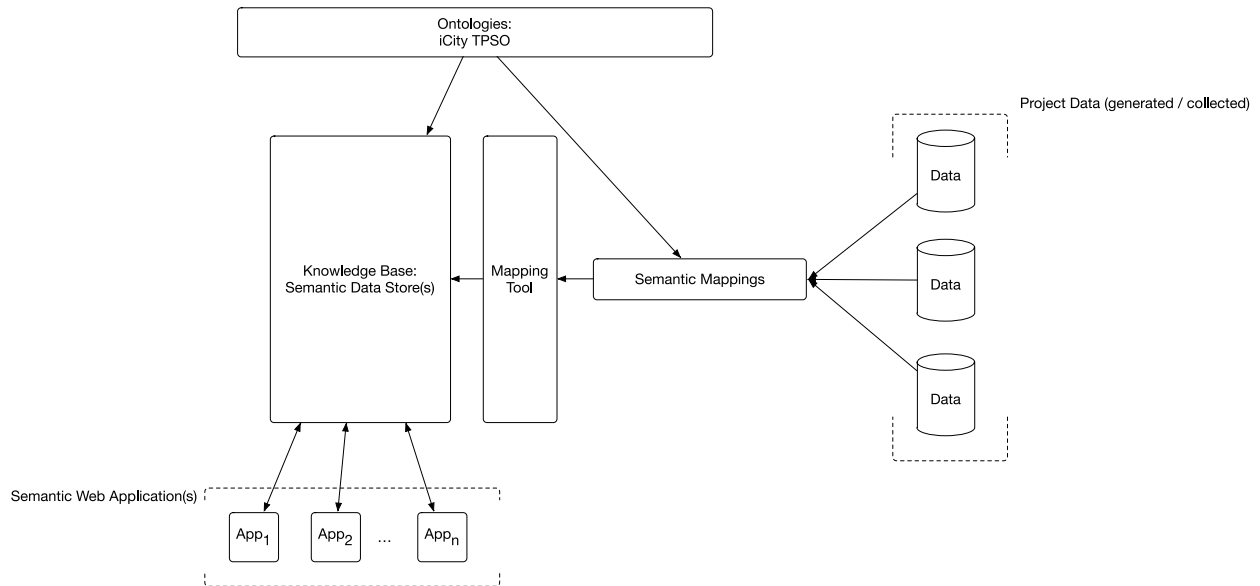 Ontologies:
iCity TPSO
Project Data (generated / collected)
Data
Knowledge Base:
Semantic Data Store(s)
Mapping
Tool
Semantic Mappings
Data
Data
Semantic Web Application(s)
App1
App2
...
Appn